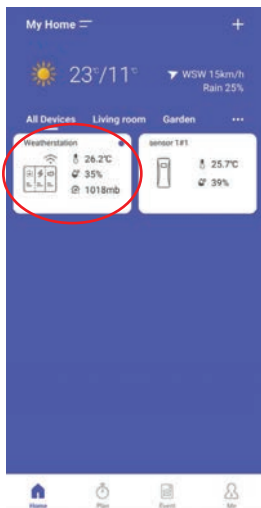 My Home
+
23°/11°
WSW 15km/h
Rain 25%
All Devices Living room Garden ...
Weatherstation
26.2℃
35%
1018mb
sensor 1#1
25.7℃
39%
Home Plan Event Me